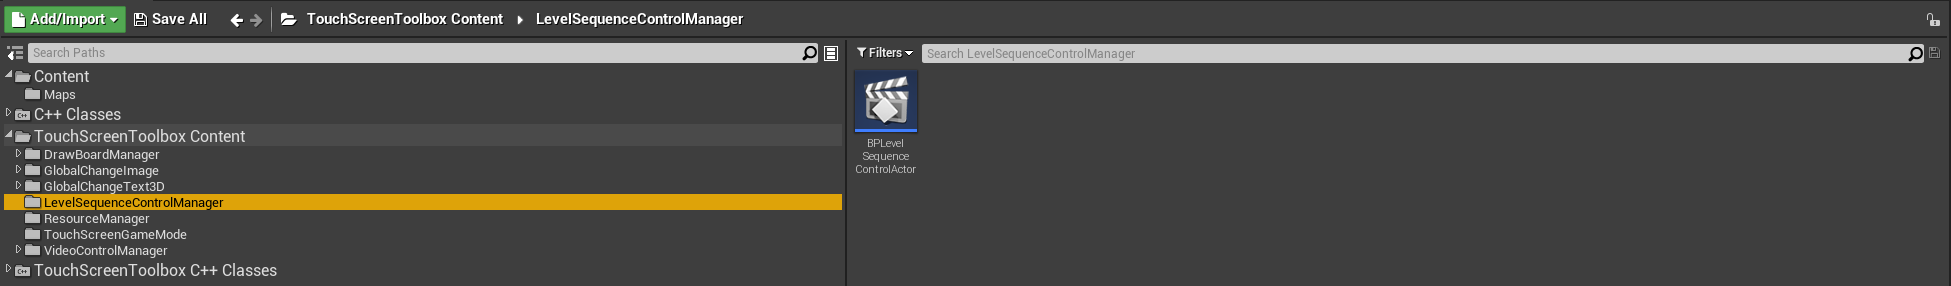 Add/Import Save All TouchScreenToolbox Content LevelSequenceControlManager
Search Paths
Content
Maps
C++ Classes
TouchScreenToolbox Content
DrawBoardManager
GlobalChangeImage
GlobalChangeText3D
LevelSequenceControlManager
ResourceManager
TouchScreenGameMode
VideoControlManager
TouchScreenToolbox C++ Classes
Filters Search LevelSequenceControlManager
BPLevel
Sequence
ControlActor